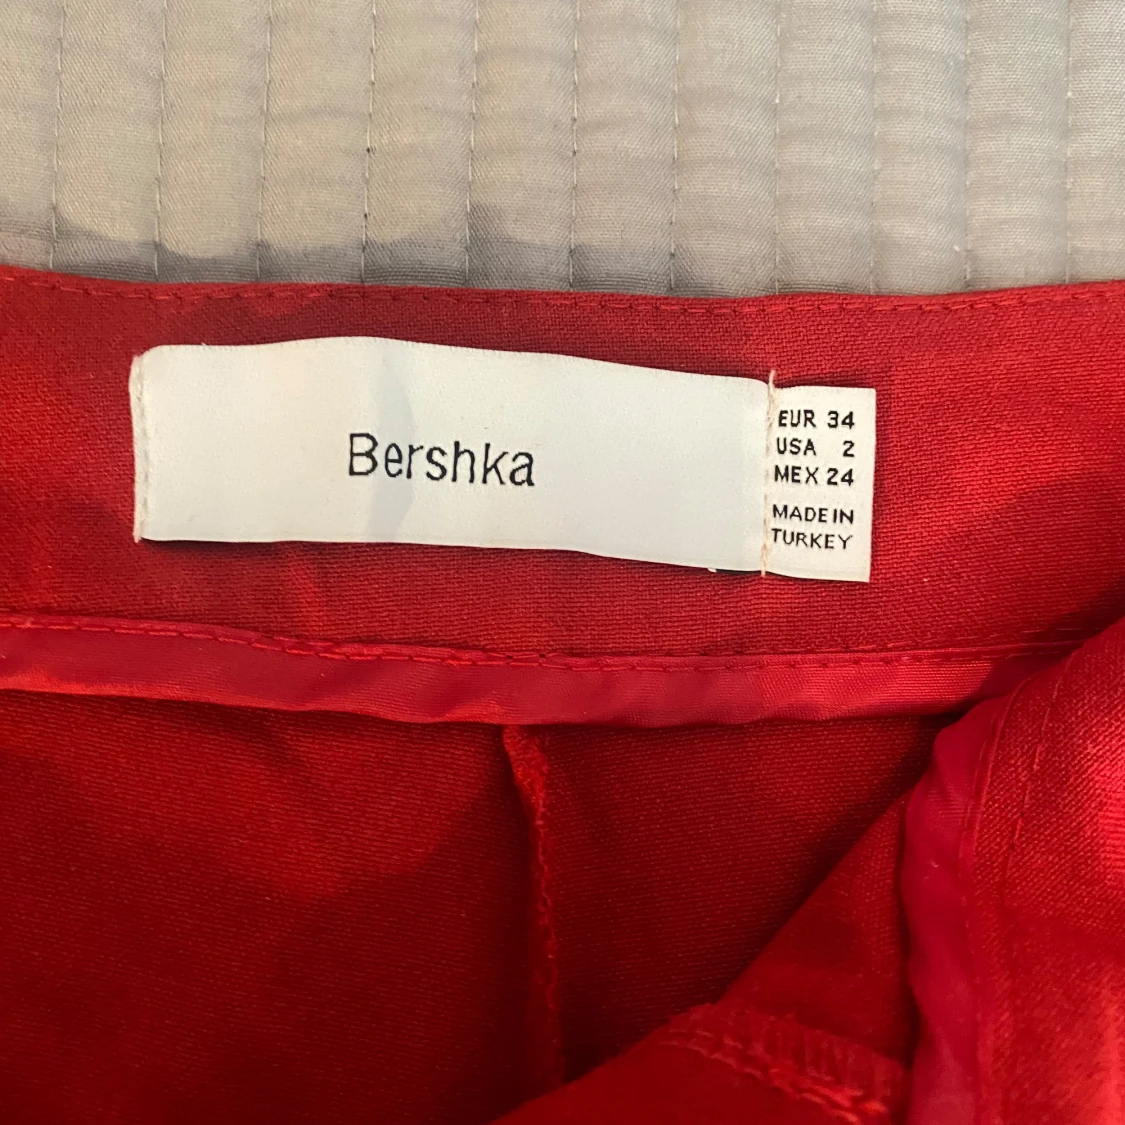 Bershka
EUR 34
USA 2
MEX 24
MADE IN
TURKEY